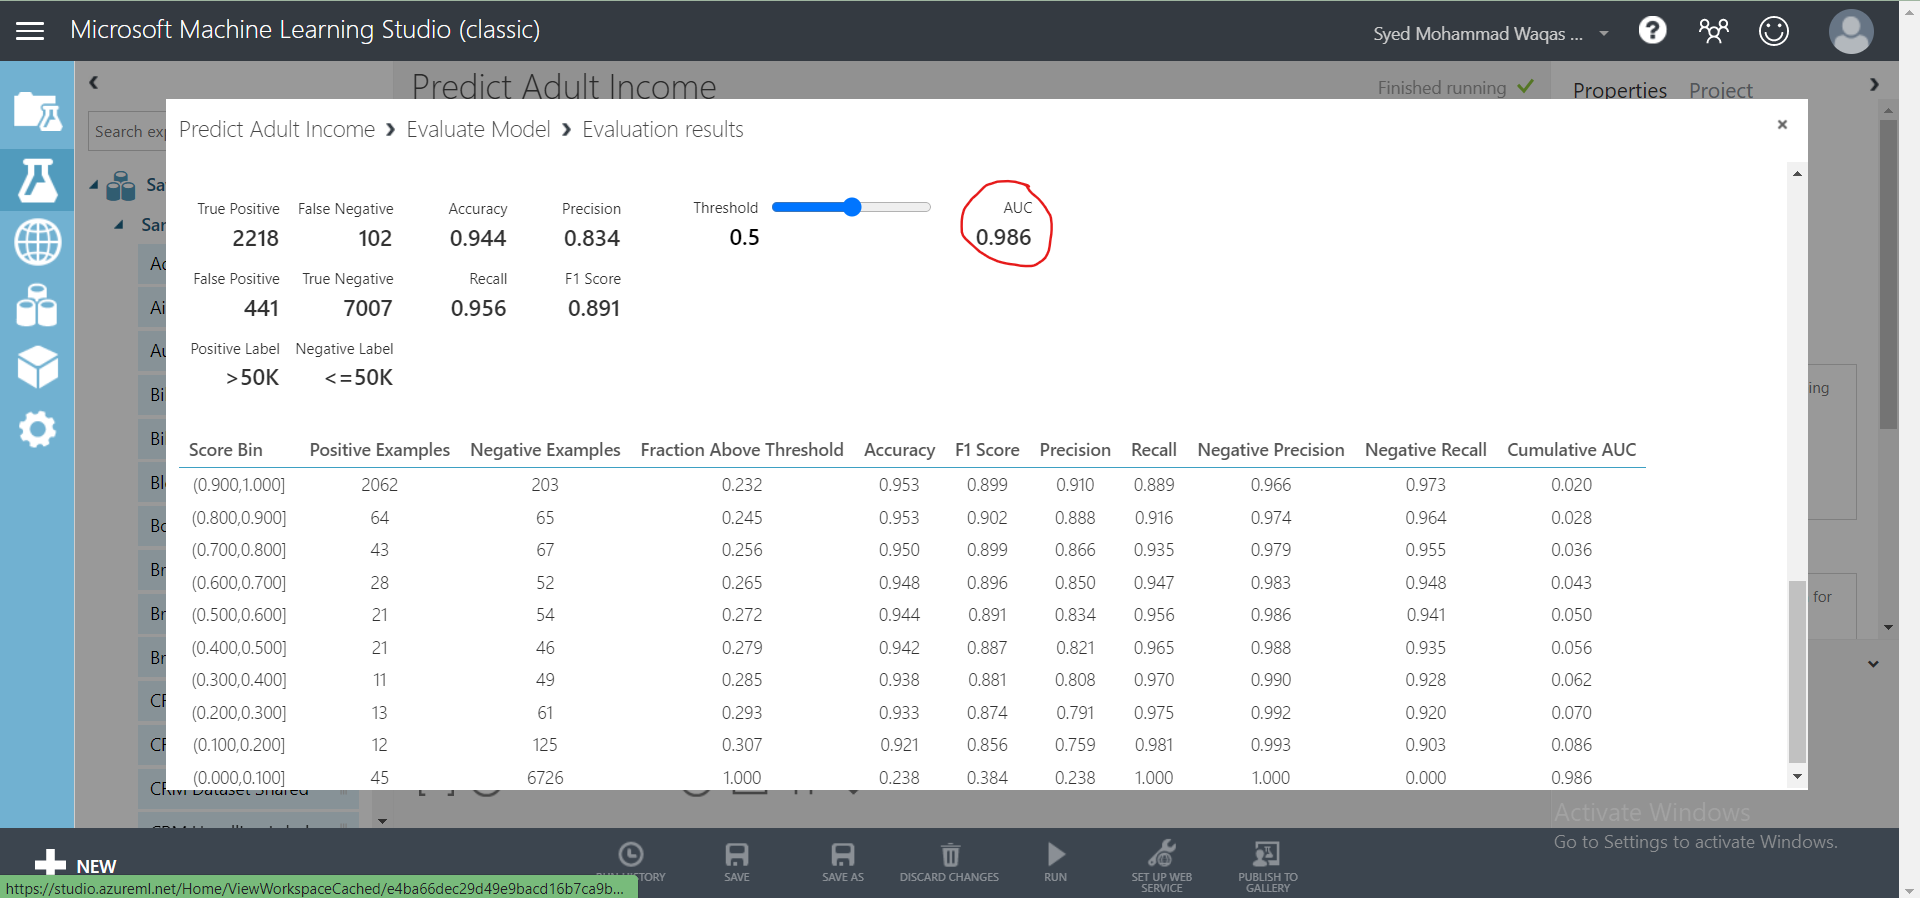 Microsoft Machine Learning Studio (classic)
Syed Mohammad Waqas ...
?
Predict Adult Income
Finished running
Properties Project
Search exp
Predict Adult Income > Evaluate Model > Evaluation results
×
True Positive False Negative Accuracy Precision Threshold AUC
2218 102 0.944 0.834 0.5 0.986
False Positive True Negative Recall F1 Score
441 7007 0.956 0.891
Positive Label Negative Label
>50K <=50K
Score Bin Positive Examples Negative Examples Fraction Above Threshold Accuracy F1 Score Precision Recall Negative Precision Negative Recall Cumulative AUC
(0.900,1.000] 2062 203 0.232 0.953 0.899 0.910 0.889 0.966 0.973 0.020
(0.800,0.900] 64 65 0.245 0.953 0.902 0.888 0.916 0.974 0.964 0.028
(0.700,0.800] 43 67 0.256 0.950 0.899 0.866 0.935 0.979 0.955 0.036
(0.600,0.700] 28 52 0.265 0.948 0.896 0.850 0.947 0.983 0.948 0.043
(0.500,0.600] 21 54 0.272 0.944 0.891 0.834 0.956 0.986 0.941 0.050
(0.400,0.500] 21 46 0.279 0.942 0.887 0.821 0.965 0.988 0.935 0.056
(0.300,0.400] 11 49 0.285 0.938 0.881 0.808 0.970 0.990 0.928 0.062
(0.200,0.300] 13 61 0.293 0.933 0.874 0.791 0.975 0.992 0.920 0.070
(0.100,0.200] 12 125 0.307 0.921 0.856 0.759 0.981 0.993 0.903 0.086
(0.000,0.100] 45 6726 1.000 0.238 0.384 0.238 1.000 1.000 0.000 0.986
Sa
Sar
Ac
Ai
Au
Bi
Bi
Bl
Bo
Br
Br
Br
CF
CF
CRM Dataset Shared
ing
for
Activate Windows
Go to Settings to activate Windows.
NEW
RUN HISTORY
SAVE
SAVE AS
DISCARD CHANGES
RUN
SET UP WEB SERVICE
PUBLISH TO GALLERY
https://studio.azureml.net/Home/ViewWorkspaceCached/e4ba66dec29d49e9bacd16b7ca9b...